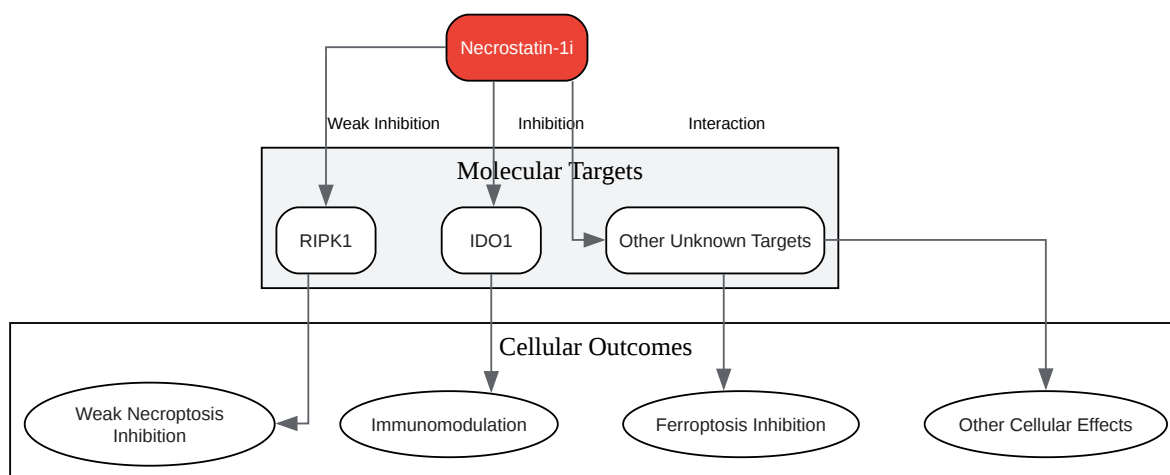 Necrostatin-1i
Weak Inhibition
Inhibition
Interaction
Molecular Targets
RIPK1
IDO1
Other Unknown Targets
Cellular Outcomes
Weak Necroptosis
Inhibition
Immunomodulation
Ferroptosis Inhibition
Other Cellular Effects